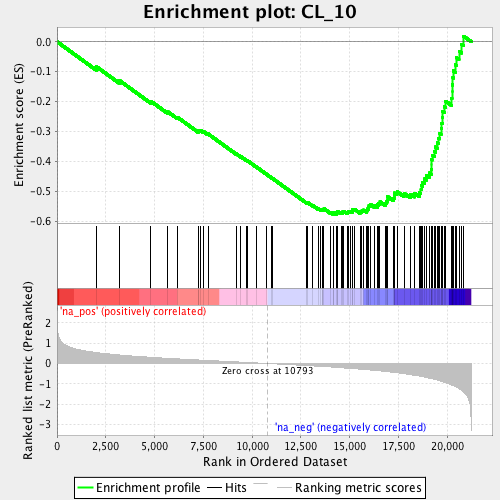 Enrichment plot: CL_10
Enrichment score (ES)
0.0
-0.1
-0.2
-0.3
-0.4
-0.5
-0.6
'na_pos' (positively correlated)
Ranked list metric (PreRanked)
2
1
0
-1
-2
-3
Zero cross at 10793
'na_neg' (negatively correlated)
0
2,500
5,000
7,500
10,000
12,500
15,000
17,500
20,000
Rank in Ordered Dataset
Enrichment profile
Hits
Ranking metric scores